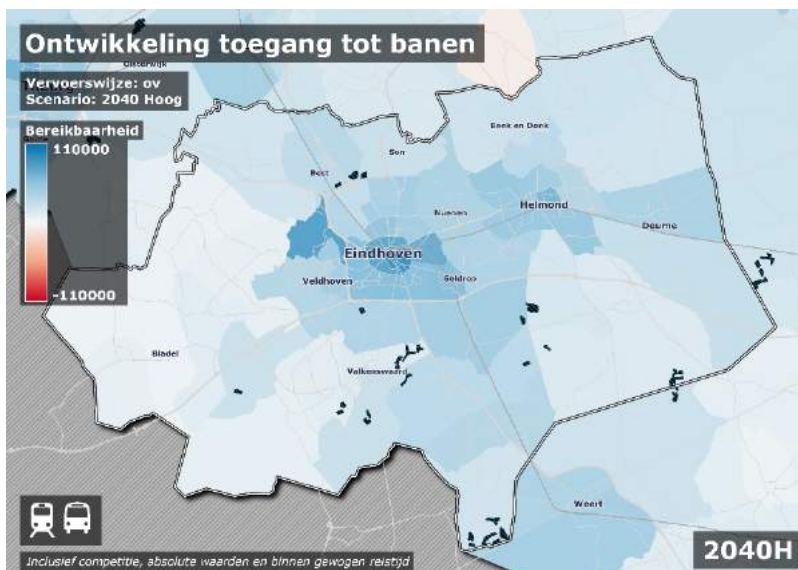 Ontwikkeling toegang tot banen
Oisterwijk
Vervoerswijze: ov
Scenario: 2040 Hoog
Bereikbaarheid
110000
-110000
Beek en Donk
Son
Best
Nuenen
Helmond
Deurne
Eindhoven
Veldhoven
Geldrop
Bladel
Valkenswaard
Weert
2040H
Inclusief competitie, absolute waarden en binnen gewogen reistijd